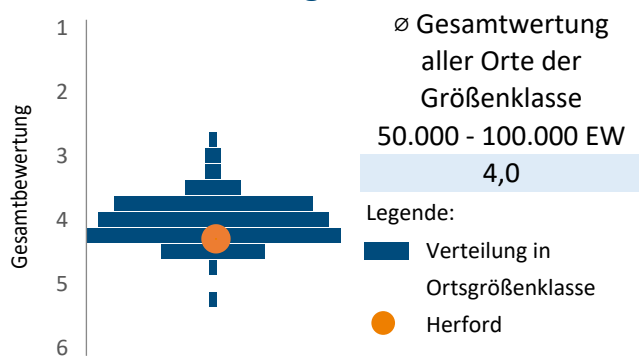 1
2
3
4
5
6
Gesamtbewertung
⌀ Gesamtwertung
aller Orte der
Größenklasse
50.000 - 100.000 EW
4,0
Legende:
Verteilung in
Ortsgrößenklasse
Herford